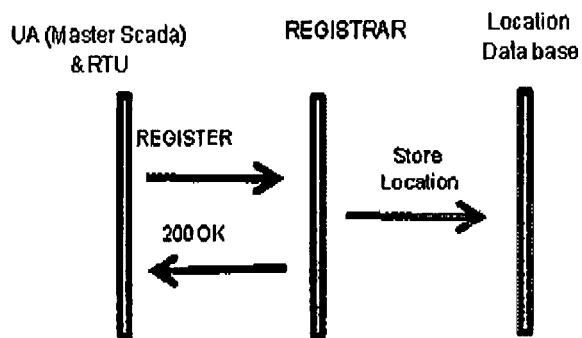 UA (Master Scada)
& RTU
REGISTRAR
Location
Data base
REGISTER
Store
Location
200 OK